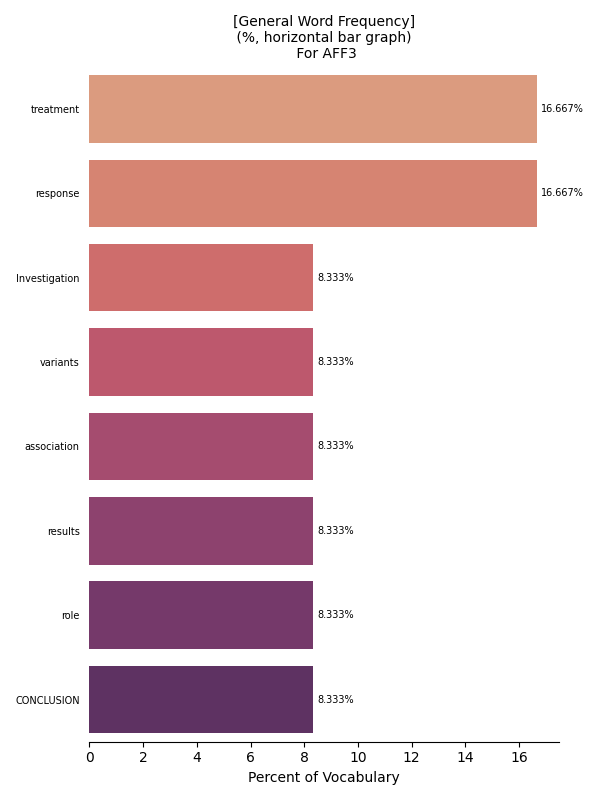 [General Word Frequency]
(%, horizontal bar graph)
For AFF3
treatment 16.667%
response 16.667%
Investigation 8.333%
variants 8.333%
association 8.333%
results 8.333%
role 8.333%
CONCLUSION 8.333%
0 2 4 6 8 10 12 14 16
Percent of Vocabulary